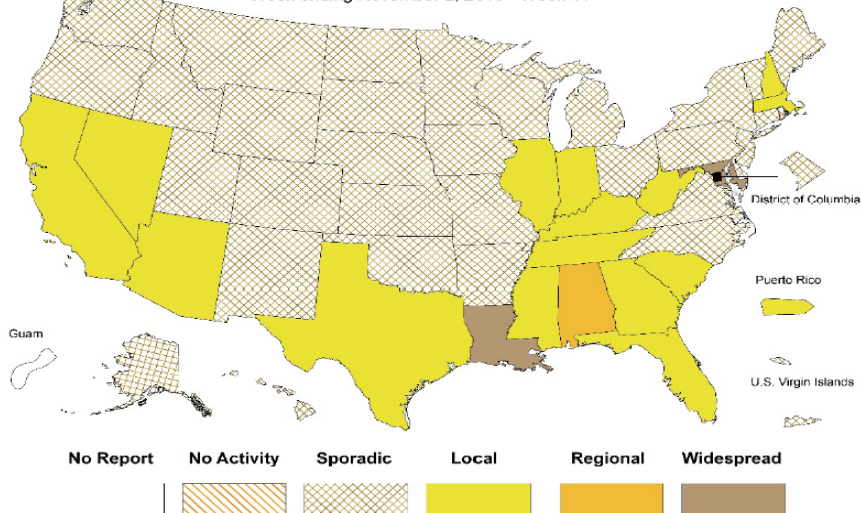 District of Columbia
Puerto Rico
Guam
U.S. Virgin Islands
No Report No Activity Sporadic Local Regional Widespread